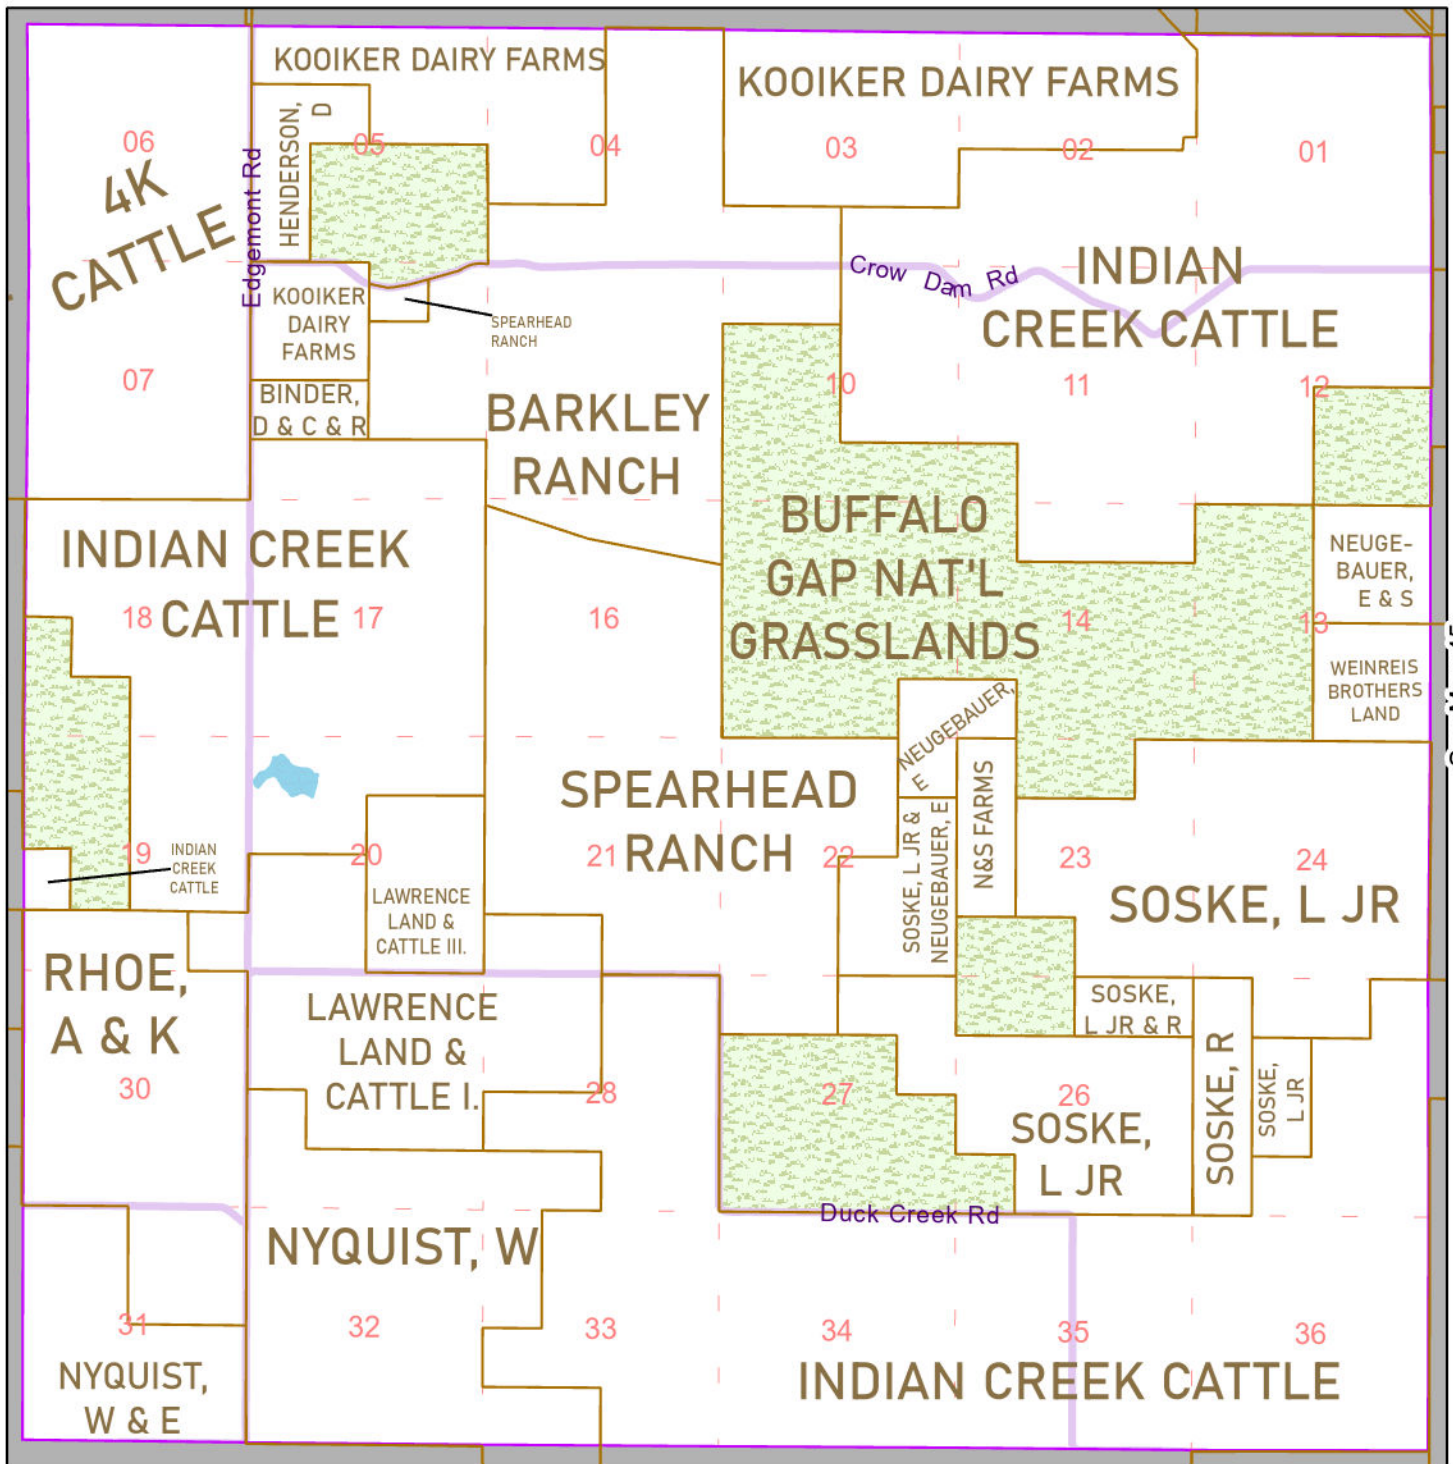 KOOIKER DAIRY FARMS
KOOIKER DAIRY FARMS
06
HENDERSON,
D
05
04
03
02
01
4K
CATTLE
Edgemont Rd
Crow Dam Rd
INDIAN
CREEK CATTLE
KOOIKER
DAIRY
FARMS
SPEARHEAD
RANCH
07
10
11
12
BINDER,
D & C & R
BARKLEY
RANCH
INDIAN CREEK
CATTLE
BUFFALO
GAP NAT'L
GRASSLANDS
NEUGE-
BAUER,
E & S
18
17
16
14
13
WEINREIS
BROTHERS
LAND
NEUGEBAUER,
E
SPEARHEAD
RANCH
N&S FARMS
SOSKE, L JR &
NEUGEBAUER, E
19
INDIAN
CREEK
CATTLE
20
21
22
23
24
LAWRENCE
LAND &
CATTLE III.
SOSKE, L JR
RHOE,
A & K
LAWRENCE
LAND &
CATTLE I.
SOSKE,
L JR & R
SOSKE, R
SOSKE,
L JR
30
28
27
26
SOSKE,
L JR
Duck Creek Rd
NYQUIST, W
31
32
33
34
35
36
NYQUIST,
W & E
INDIAN CREEK CATTLE